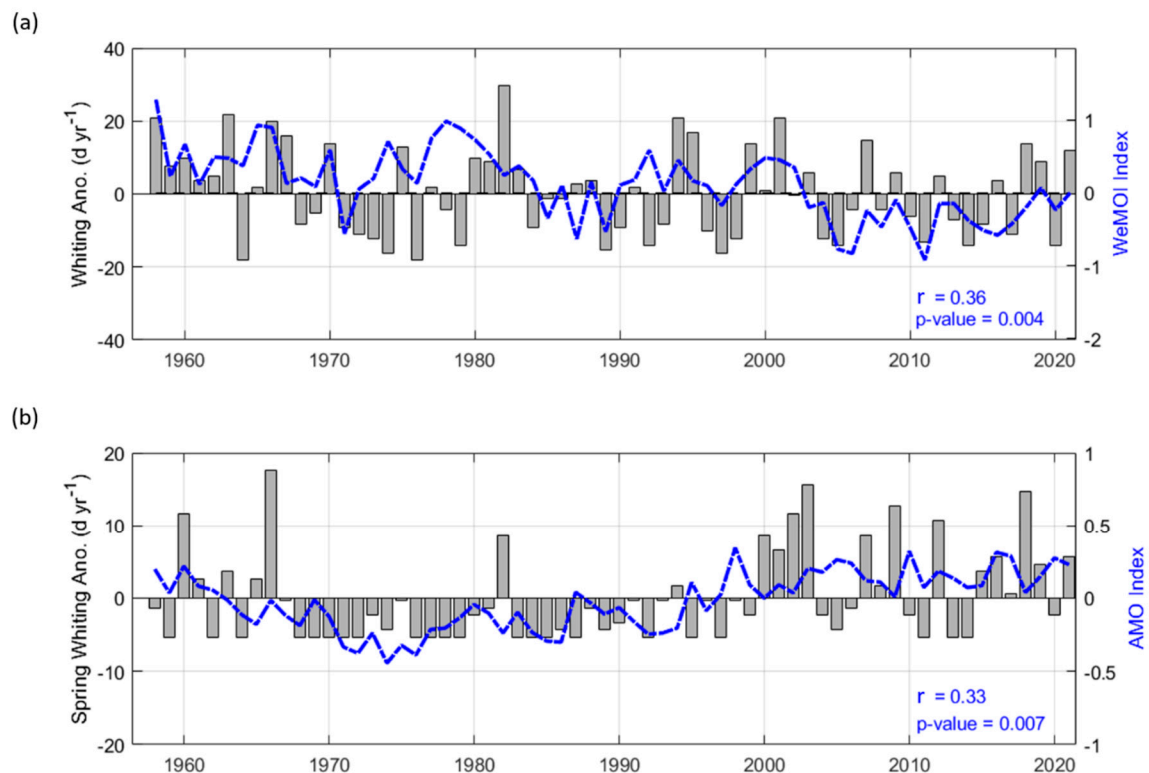 (a)
Whiting Ano. (d yr-1)
40
20
0
-20
-40
1
0
-1
-2
WeMOI Index
r = 0.36
p-value = 0.004
1960 1970 1980 1990 2000 2010 2020
(b)
Spring Whiting Ano. (d yr-1)
20
10
0
-10
-20
1
0.5
0
-0.5
-1
AMO Index
r = 0.33
p-value = 0.007
1960 1970 1980 1990 2000 2010 2020